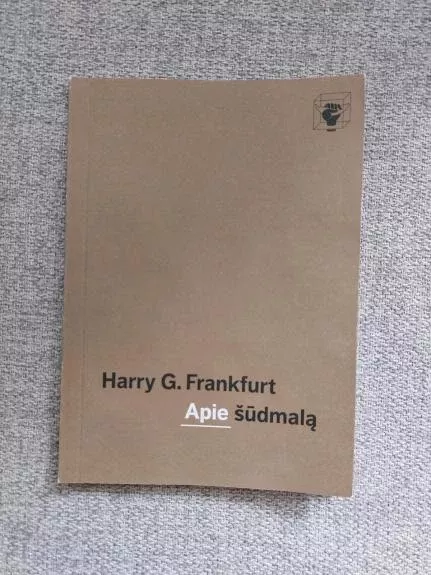 Harry G. Frankfurt
Apie šūdmalą